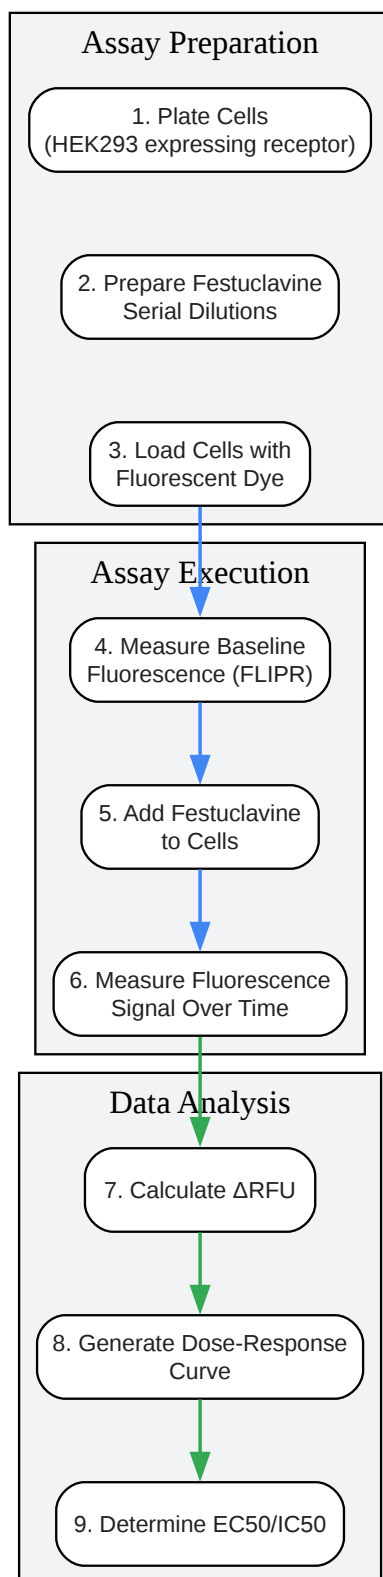 Assay Preparation
1. Plate Cells
(HEK293 expressing receptor)
2. Prepare Festuclavine
Serial Dilutions
3. Load Cells with
Fluorescent Dye
Assay Execution
4. Measure Baseline
Fluorescence (FLIPR)
5. Add Festuclavine
to Cells
6. Measure Fluorescence
Signal Over Time
Data Analysis
7. Calculate ΔRFU
8. Generate Dose-Response
Curve
9. Determine EC50/IC50